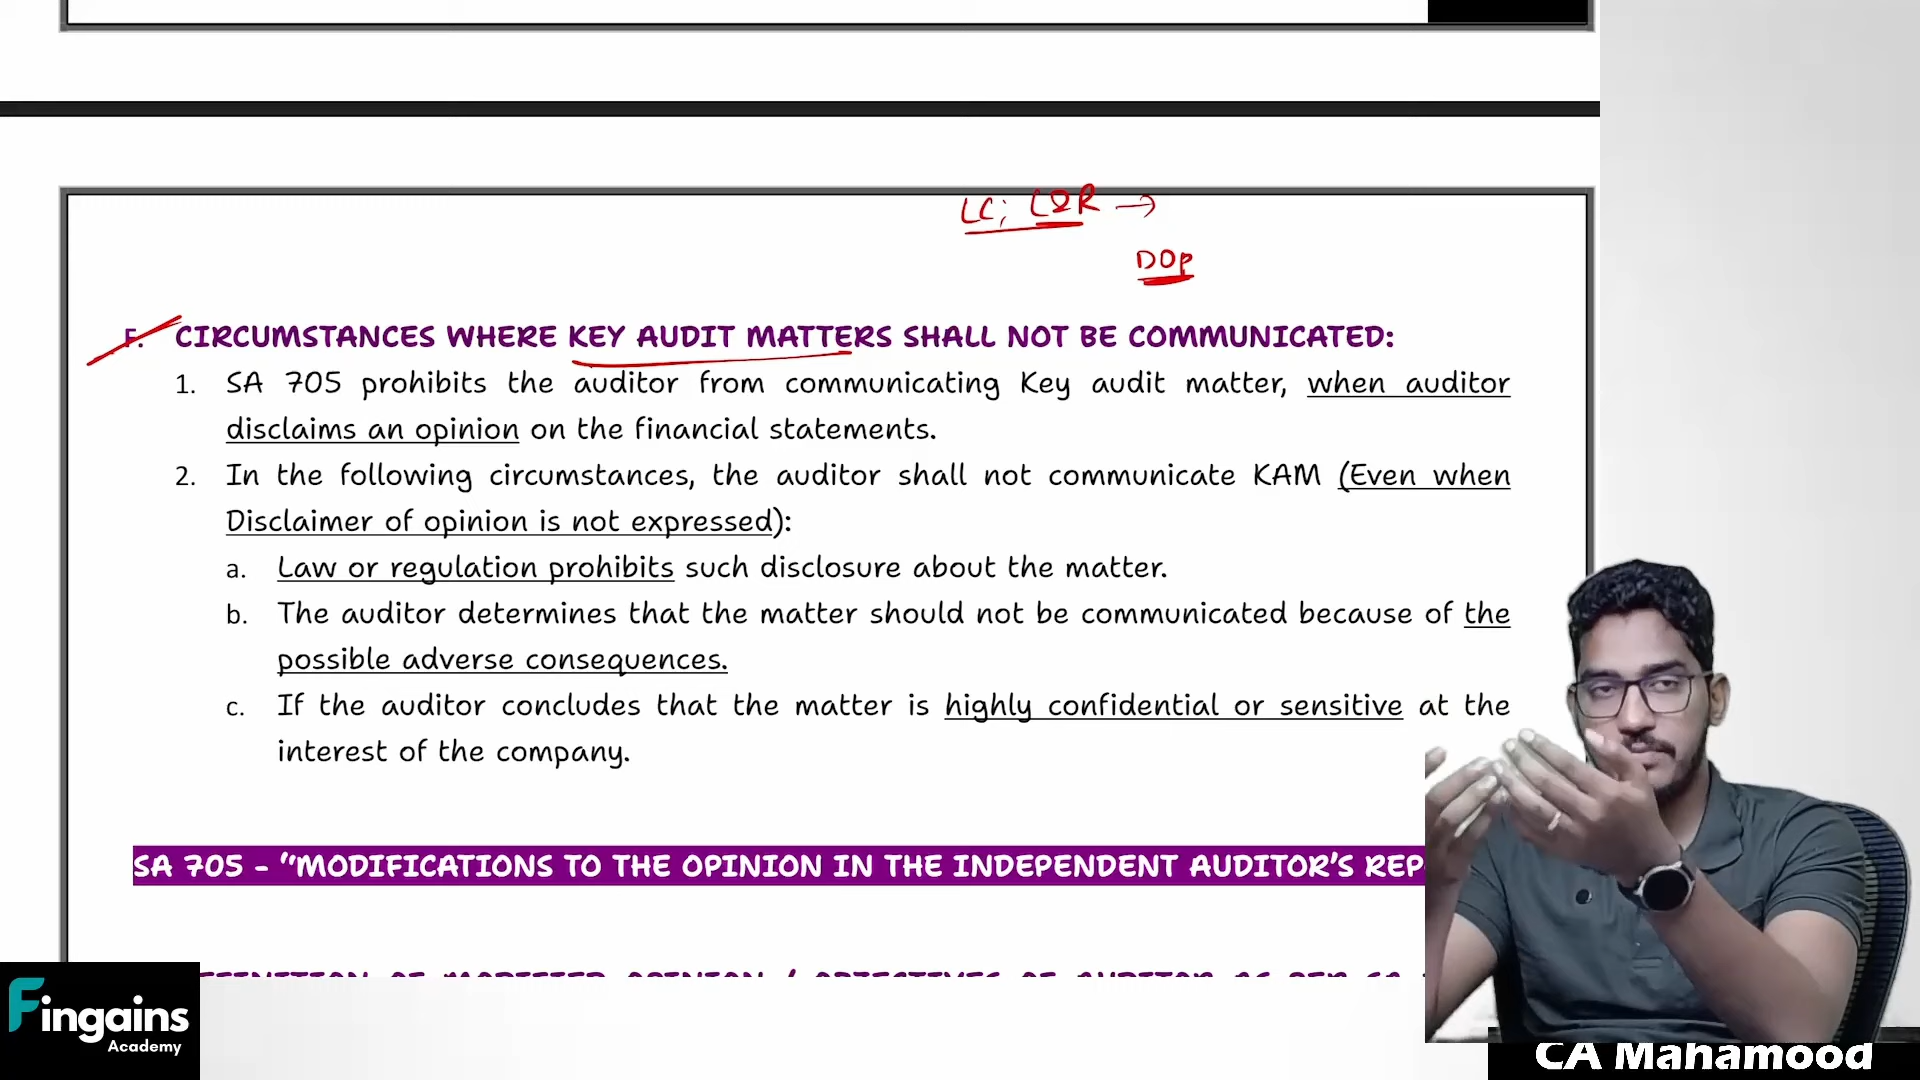 LC; L&R →
DOp
F. CIRCUMSTANCES WHERE KEY AUDIT MATTERS SHALL NOT BE COMMUNICATED:
1. SA 705 prohibits the auditor from communicating Key audit matter, when auditor
disclaims an opinion on the financial statements.
2. In the following circumstances, the auditor shall not communicate KAM (Even when
Disclaimer of opinion is not expressed):
a. Law or regulation prohibits such disclosure about the matter.
b. The auditor determines that the matter should not be communicated because of the
possible adverse consequences.
c. If the auditor concludes that the matter is highly confidential or sensitive at the
interest of the company.
SA 705 - "MODIFICATIONS TO THE OPINION IN THE INDEPENDENT AUDITOR'S REP
Fingains
Academy
CA Mahamood